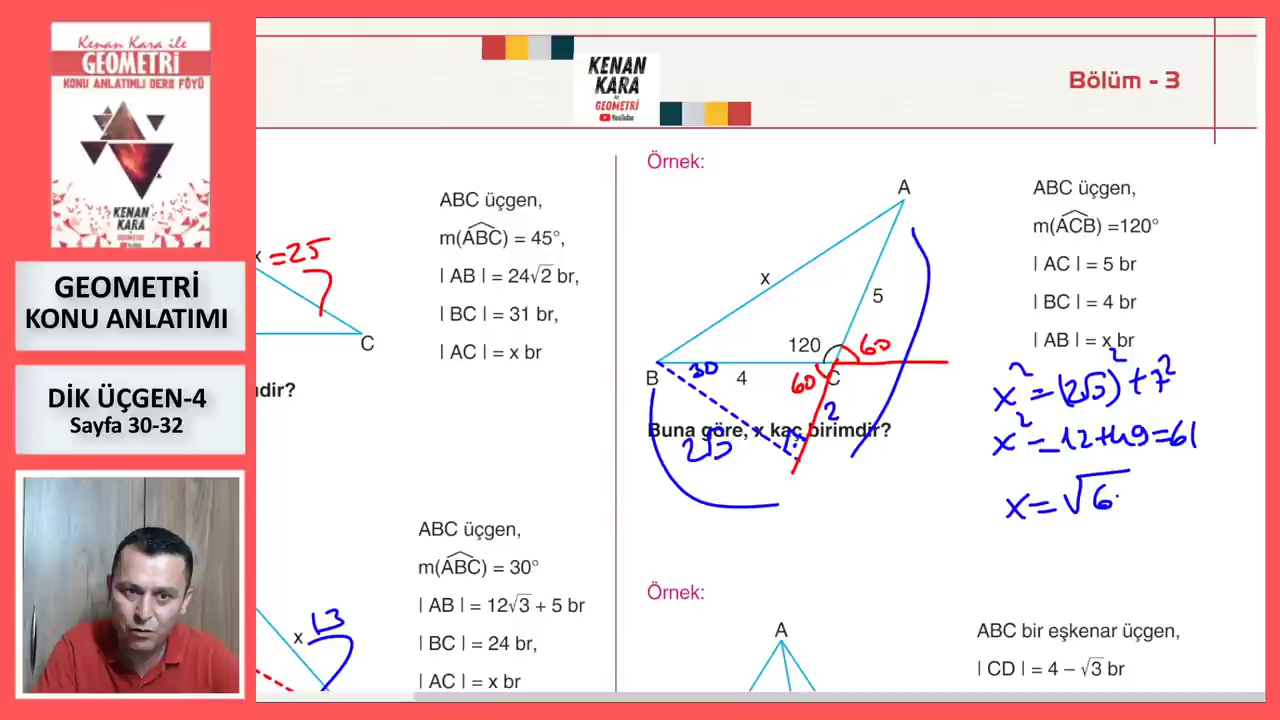 Kenan Kara ile
GEOMETRİ
KONU ANLATIMLI DERS FÖYÜ
KENAN
KARA
GEOMETRİ
KONU ANLATIMI
DİK ÜÇGEN-4
Sayfa 30-32
KENAN
KARA
ile
GEOMETRİ
YouTube
Bölüm - 3
x = 25
C
ABC üçgen,
m(ABC) = 45°,
| AB | = 24√2 br,
| BC | = 31 br,
| AC | = x br
dir?
ABC üçgen,
m(ABC) = 30°
| AB | = 12√3 + 5 br
| BC | = 24 br,
| AC | = x br
x 13
Örnek:
A
x
5
120
60
B
30
4
60
C
2
2√3
ABC üçgen,
m(ACB) =120°
| AC | = 5 br
| BC | = 4 br
| AB | = x br
Buna göre, x kaç birimdir?
x² = (2√3)² + 7²
x² = 12+49=61
x = √6
Örnek:
A
ABC bir eşkenar üçgen,
| CD | = 4 – √3 br